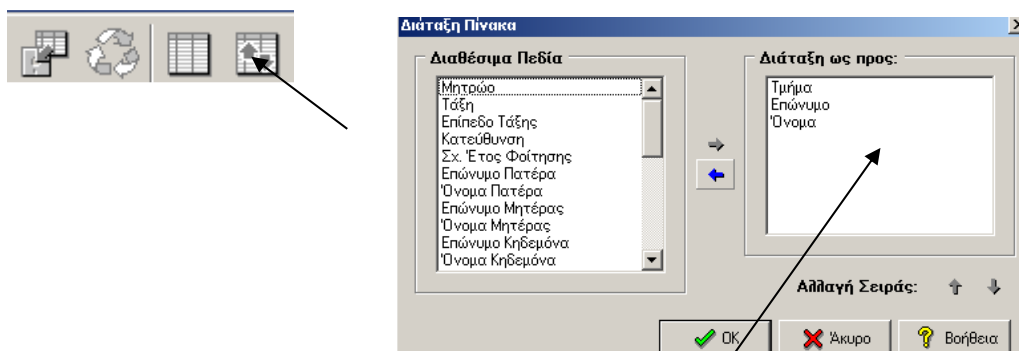 Διάταξη Πίνακα
Διαθέσιμα Πεδία
Μητρώο
Τάξη
Επίπεδο Τάξης
Κατεύθυνση
Σχ. Έτος Φοίτησης
Επώνυμο Πατέρα
Όνομα Πατέρα
Επώνυμο Μητέρας
Όνομα Μητέρας
Επώνυμο Κηδεμόνα
Όνομα Κηδεμόνα
Διάταξη ως προς:
Τμήμα
Επώνυμο
Όνομα
Αλλαγή Σειράς:
OK
Άκυρο
Βοήθεια